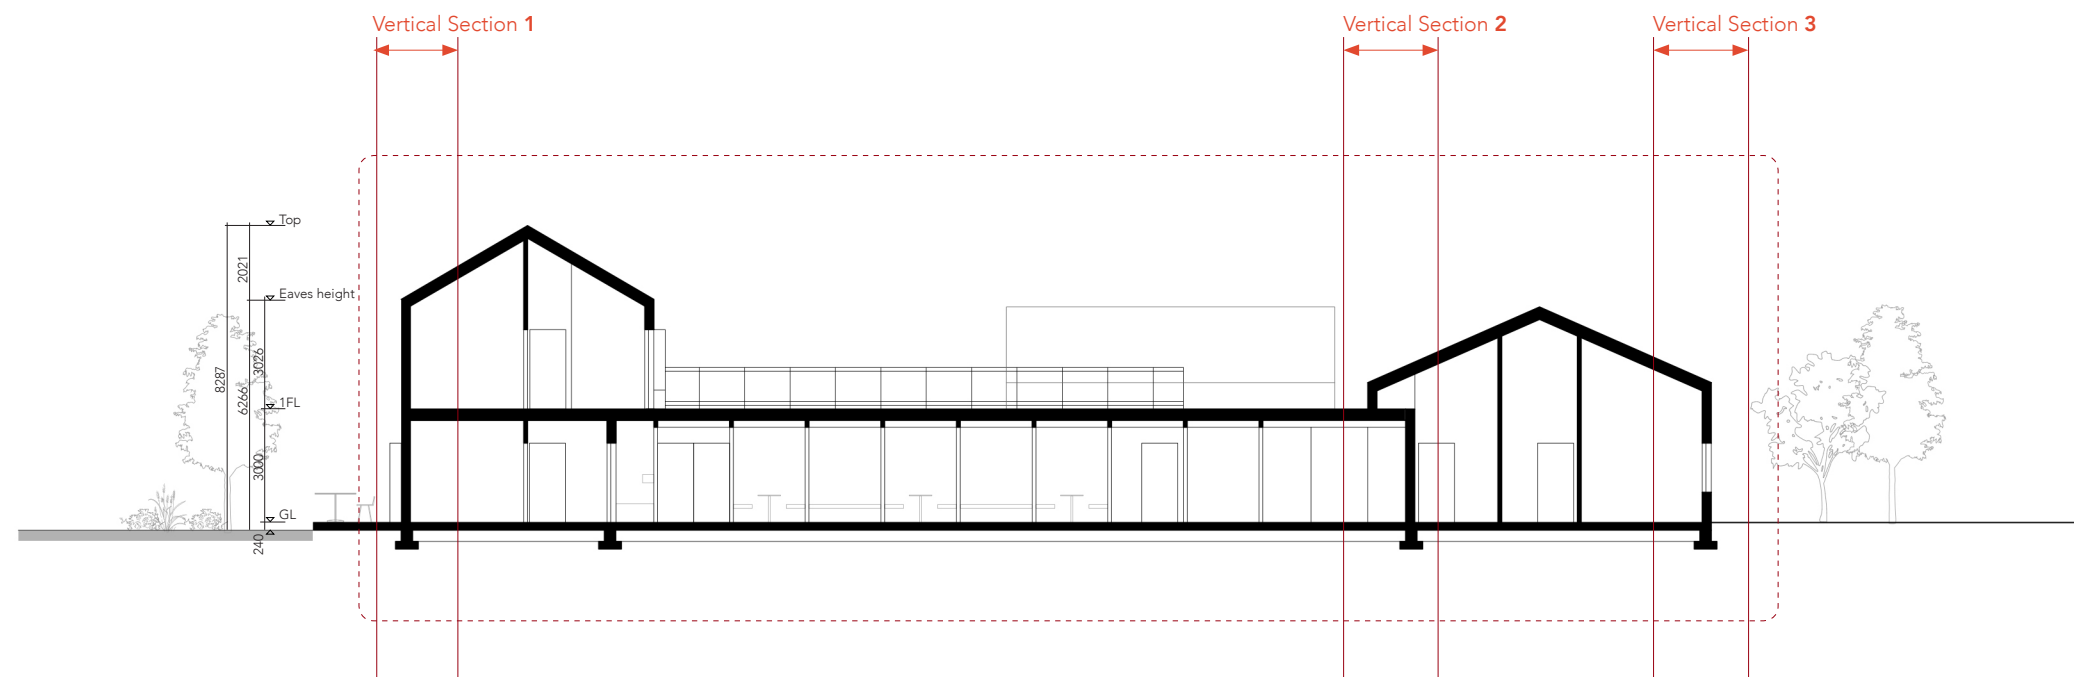 Vertical Section 1
Vertical Section 2
Vertical Section 3
Top
2021
Eaves height
3026
8287
6266
1FL
3000
GL
240